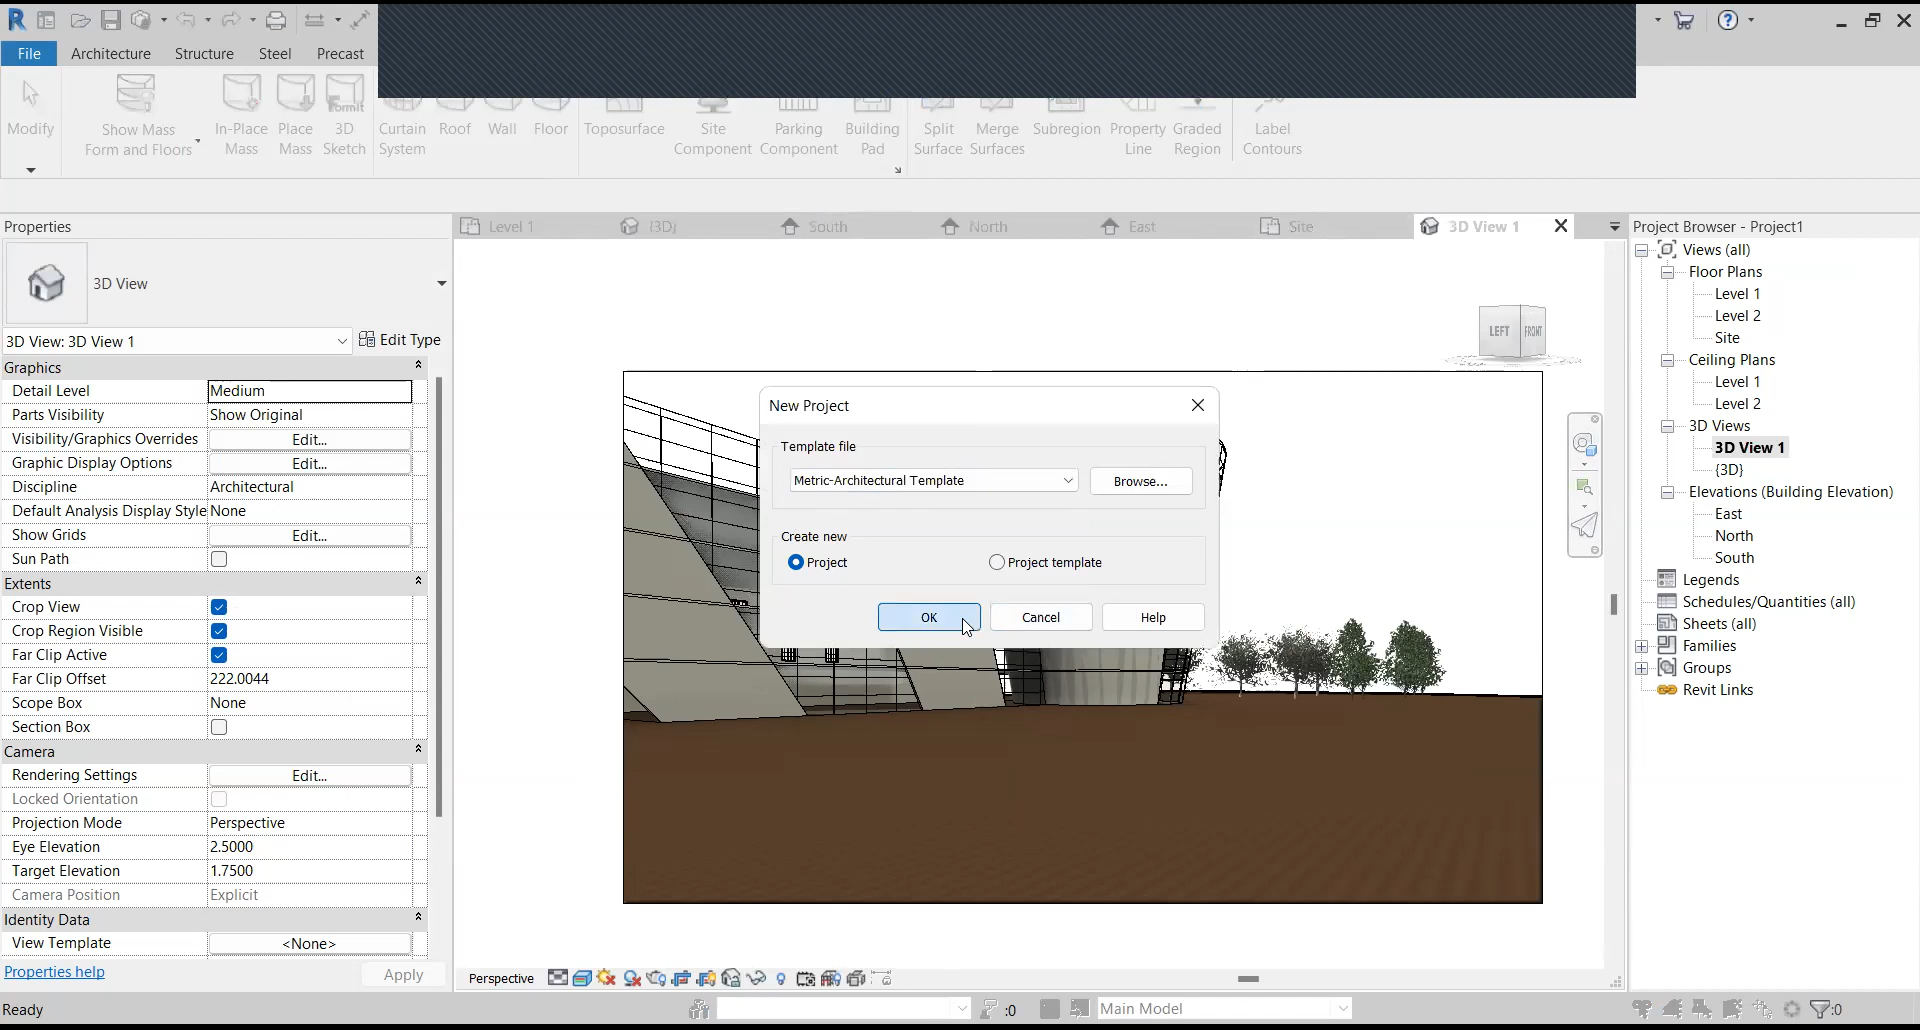 R
File Architecture Structure Steel Precast
Modify
Show Mass
Form and Floors
In-Place
Mass
Place
Mass
FormIt
3D
Sketch
Curtain
System
Roof
Wall
Floor
Toposurface
Site
Component
Parking
Component
Building
Pad
Split
Surface
Merge
Surfaces
Subregion
Property
Line
Graded
Region
Label
Contours
Properties
3D View
3D View: 3D View 1
Edit Type
Graphics
Detail Level Medium
Parts Visibility Show Original
Visibility/Graphics Overrides Edit...
Graphic Display Options Edit...
Discipline Architectural
Default Analysis Display Style None
Show Grids Edit...
Sun Path
Extents
Crop View
Crop Region Visible
Far Clip Active
Far Clip Offset 222.0044
Scope Box None
Section Box
Camera
Rendering Settings Edit...
Locked Orientation
Projection Mode Perspective
Eye Elevation 2.5000
Target Elevation 1.7500
Camera Position Explicit
Identity Data
View Template <None>
Properties help
Apply
Level 1 {3D} South North East Site 3D View 1
LEFT FRONT
New Project
Template file
Metric-Architectural Template
Browse...
Create new
Project
Project template
OK
Cancel
Help
Perspective
Project Browser - Project1
Views (all)
Floor Plans
Level 1
Level 2
Site
Ceiling Plans
Level 1
Level 2
3D Views
3D View 1
{3D}
Elevations (Building Elevation)
East
North
South
Legends
Schedules/Quantities (all)
Sheets (all)
Families
Groups
Revit Links
Ready
:0
Main Model
:0